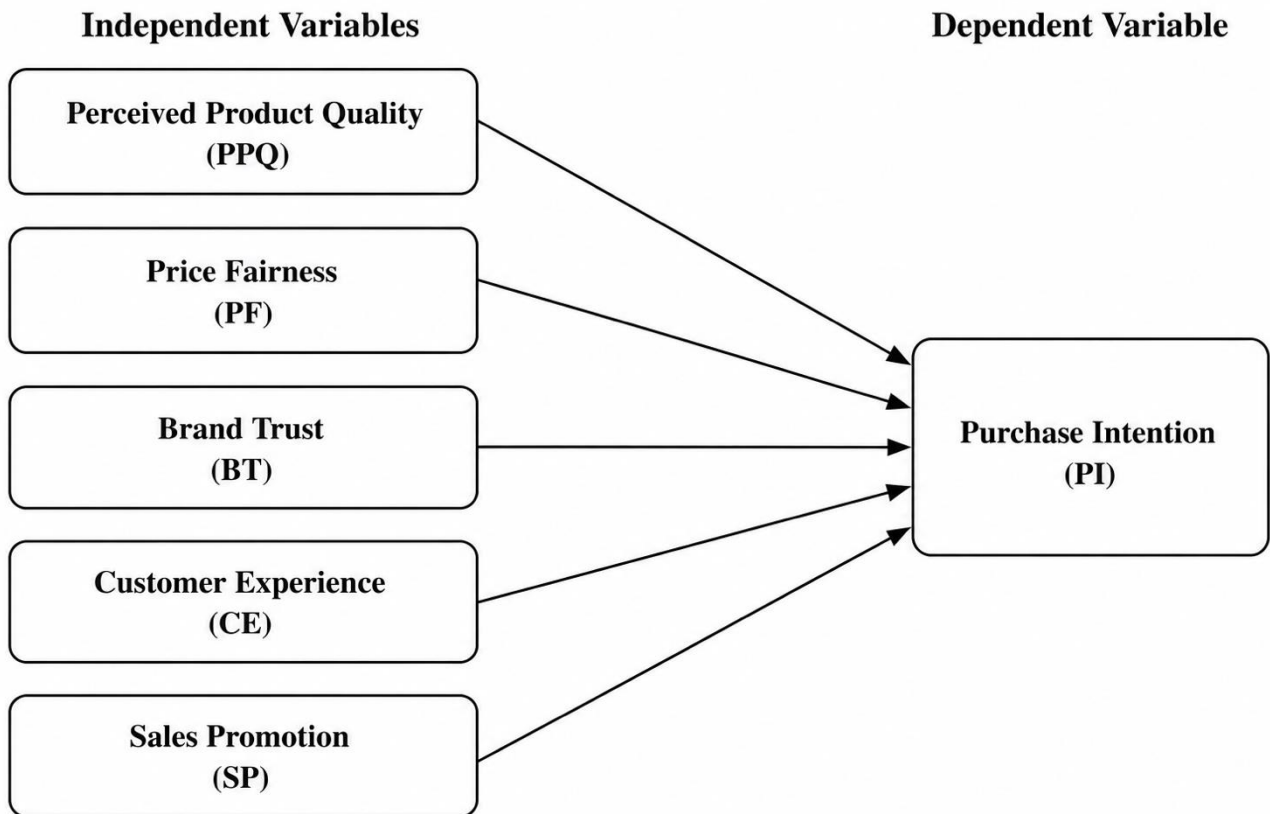 Independent Variables
Dependent Variable
Perceived Product Quality
(PPQ)
Price Fairness
(PF)
Brand Trust
(BT)
Customer Experience
(CE)
Sales Promotion
(SP)
Purchase Intention
(PI)